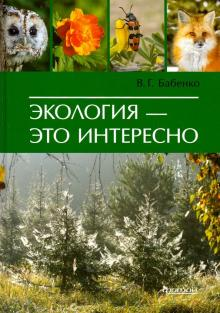 В. Г. Бабенко
ЭКОЛОГИЯ —
ЭТО ИНТЕРЕСНО